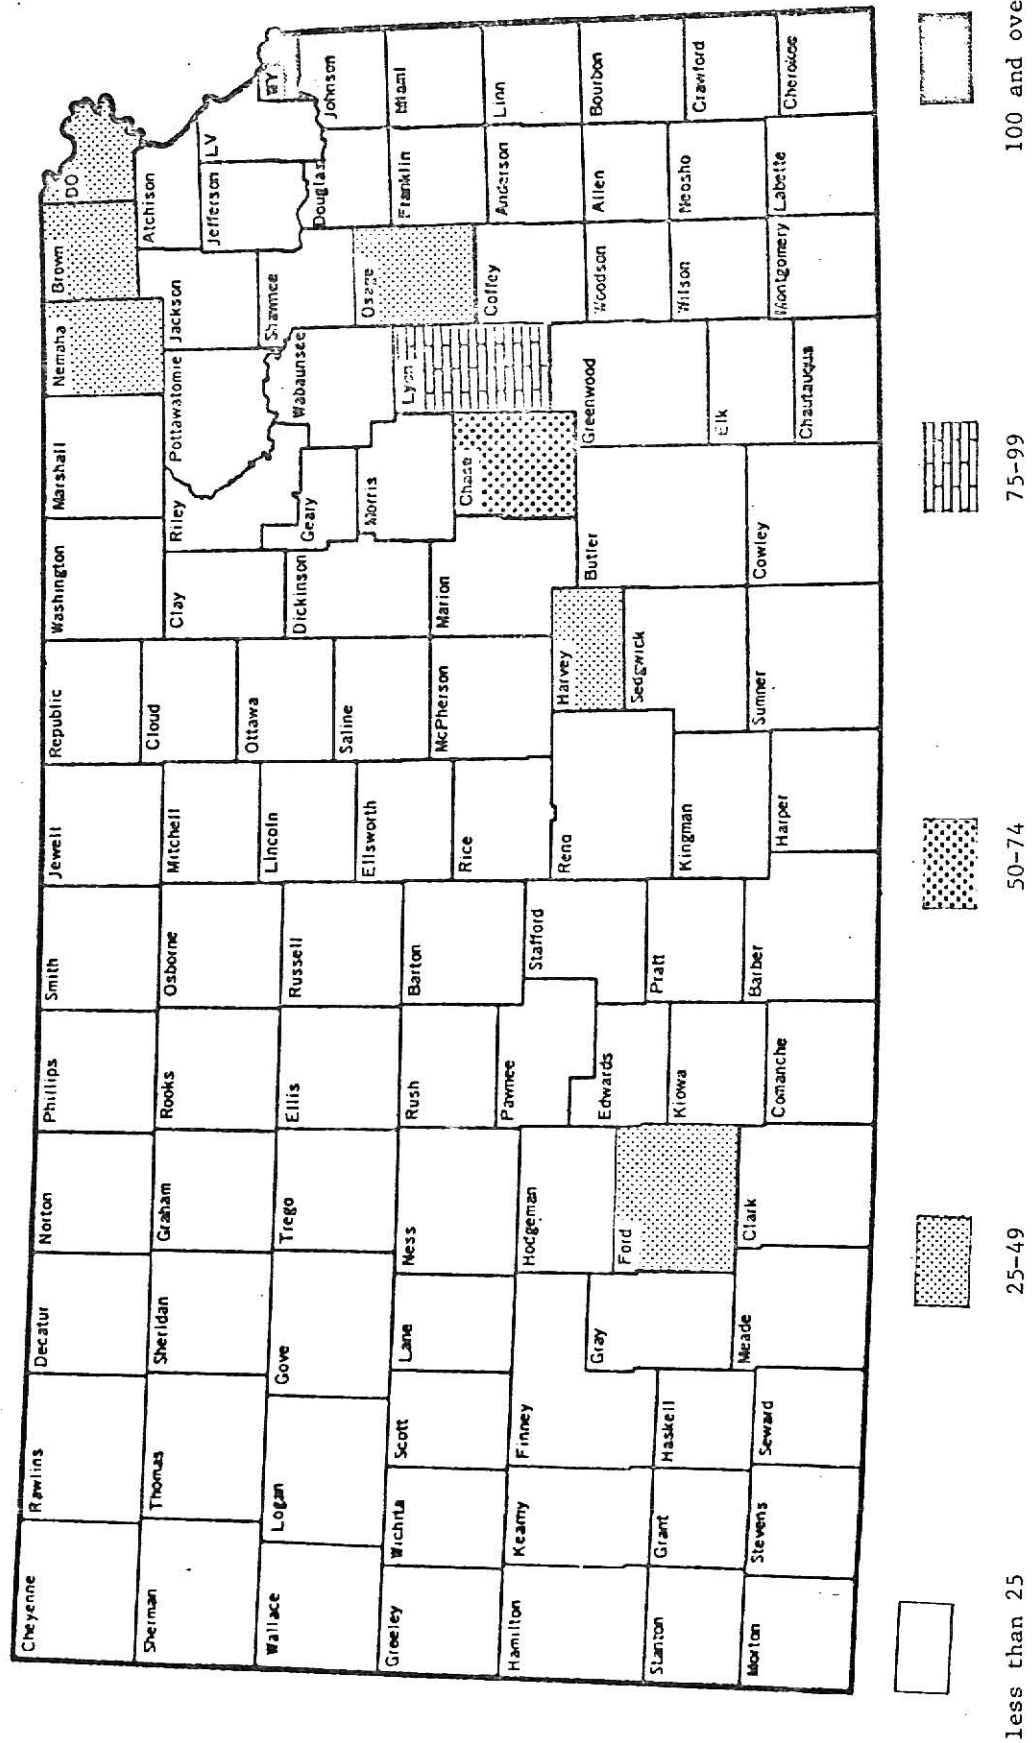 Cheyenne
Rawlins
Decatur
Norton
Phillips
Smith
Jewell
Republic
Washington
Marshall
Nemaha
Brown
DO
Sherman
Thomas
Sheridan
Graham
Rooks
Osborne
Mitchell
Cloud
Clay
Riley
Pottawatomie
Jackson
Atchison
Jefferson
LV
WY
Wallace
Logan
Gove
Trego
Ellis
Russell
Lincoln
Ottawa
Saline
Dickinson
Geary
Wabaunsee
Shawnee
Douglas
Johnson
Greeley
Wichita
Scott
Lane
Ness
Rush
Barton
Ellsworth
Rice
McPherson
Marion
Morris
Chase
Lyon
Osage
Coffey
Franklin
Miami
Anderson
Linn
Hamilton
Kearny
Finney
Hodgeman
Pawnee
Stafford
Reno
Harvey
Sedgwick
Butler
Greenwood
Woodson
Allen
Bourbon
Gray
Ford
Edwards
Kiowa
Pratt
Kingman
Stanton
Grant
Haskell
Wilson
Neosho
Crawford
Elk
Morton
Stevens
Seward
Meade
Clark
Comanche
Barber
Harper
Sumner
Cowley
Chautauqua
Montgomery
Labette
Cherokee
less than 25
25-49
50-74
75-99
100 and ove